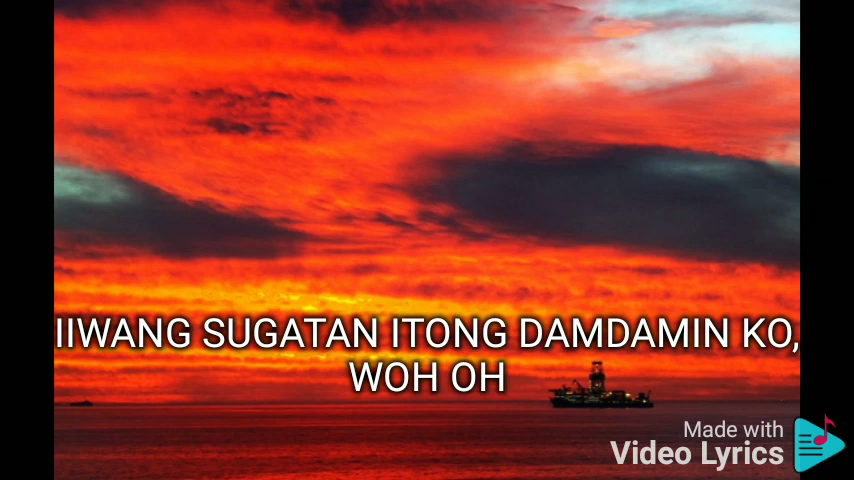 IIWANG SUGATAN ITONG DAMDAMIN KO,
WOH OH
Made with
Video Lyrics